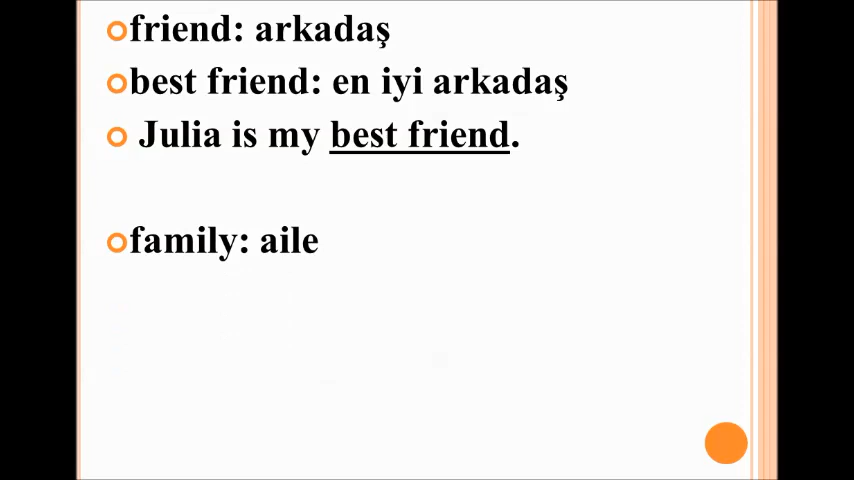 friend: arkadaş
best friend: en iyi arkadaş
Julia is my best friend.
family: aile